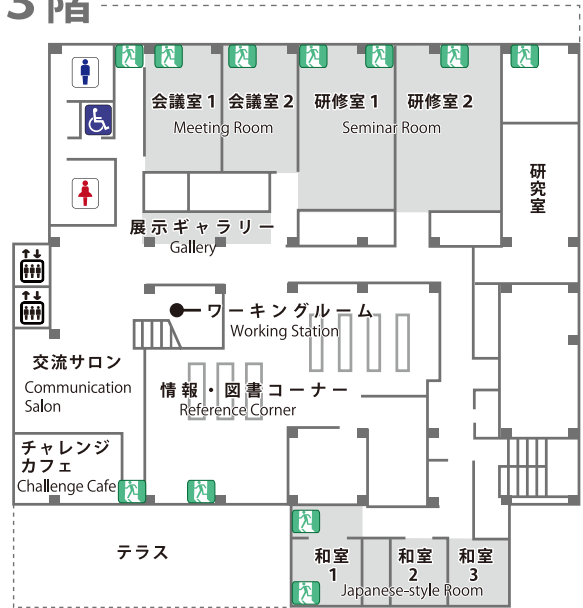 3階
会議室1
会議室2
Meeting Room
研修室1
研修室2
Seminar Room
研究室
展示ギャラリー
Gallery
ワーキングルーム
Working Station
交流サロン
Communication
Salon
情報・図書コーナー
Reference Corner
チャレンジ
カフェ
Challenge Cafe
テラス
和室
1
和室
2
和室
3
Japanese-style Room